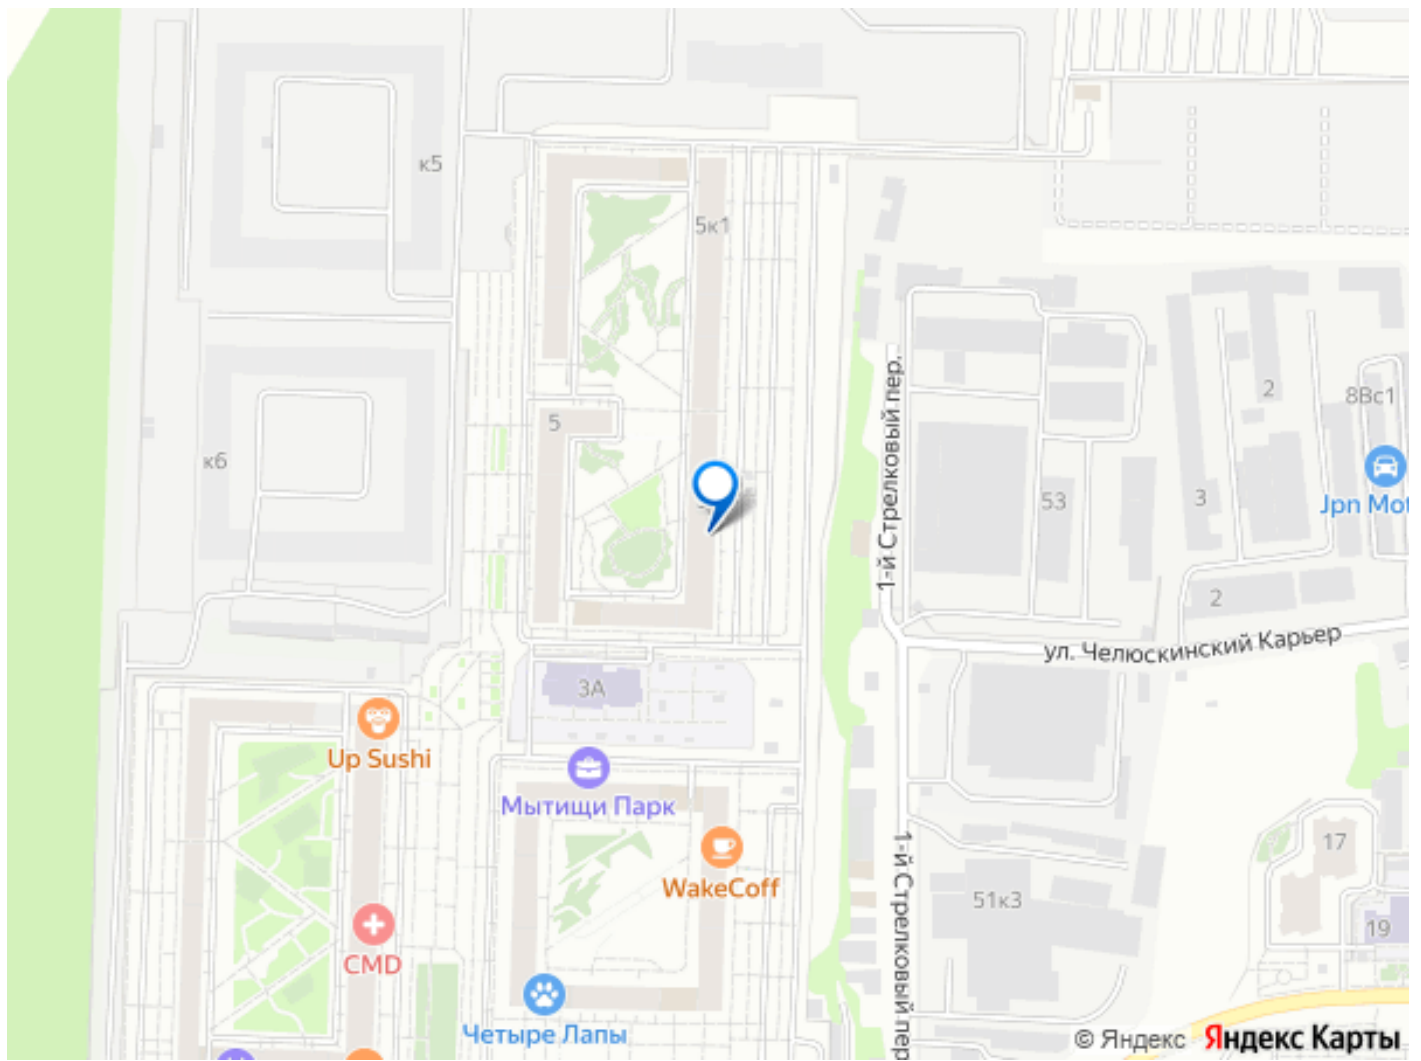 к5
5к1
5
к6
2
8Вс1
Jpn Mot
53
3
2
1-й Стрелковый пер.
ул. Челюскинский Карьер
3А
Up Sushi
Мытищи Парк
WakeCoff
17
51к3
19
CMD
1-й Стрелковый пер
Четыре Лапы
© Яндекс Яндекс Карты